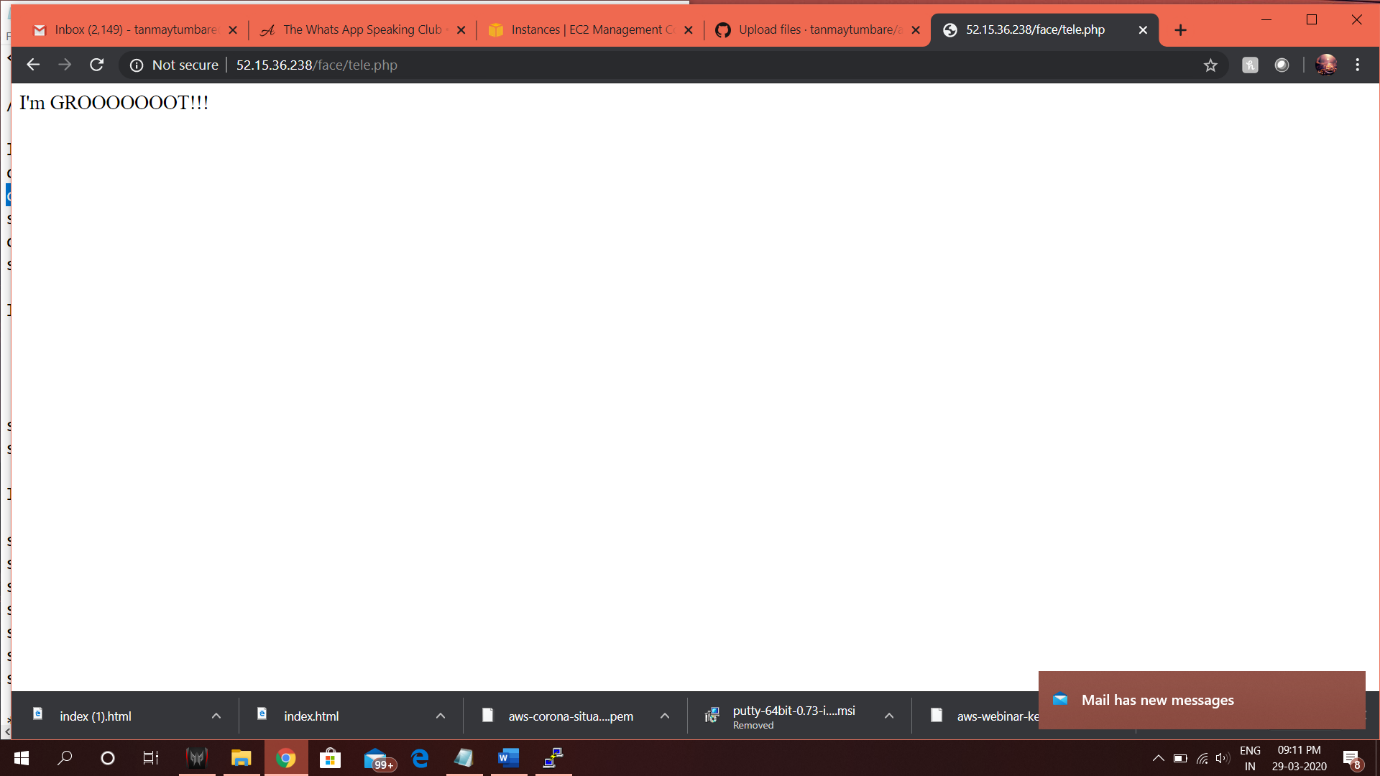 Inbox (2,149) - tanmaytumbare
The Whats App Speaking Club
Instances | EC2 Management C
Upload files · tanmaytumbare/a
52.15.36.238/face/tele.php
Not secure
52.15.36.238/face/tele.php
I'm GROOOOOOOT!!!
index (1).html
index.html
aws-corona-situa....pem
putty-64bit-0.73-i....msi
Removed
aws-webinar-ke
Mail has new messages
99+
ENG
IN
09:11 PM
29-03-2020
8